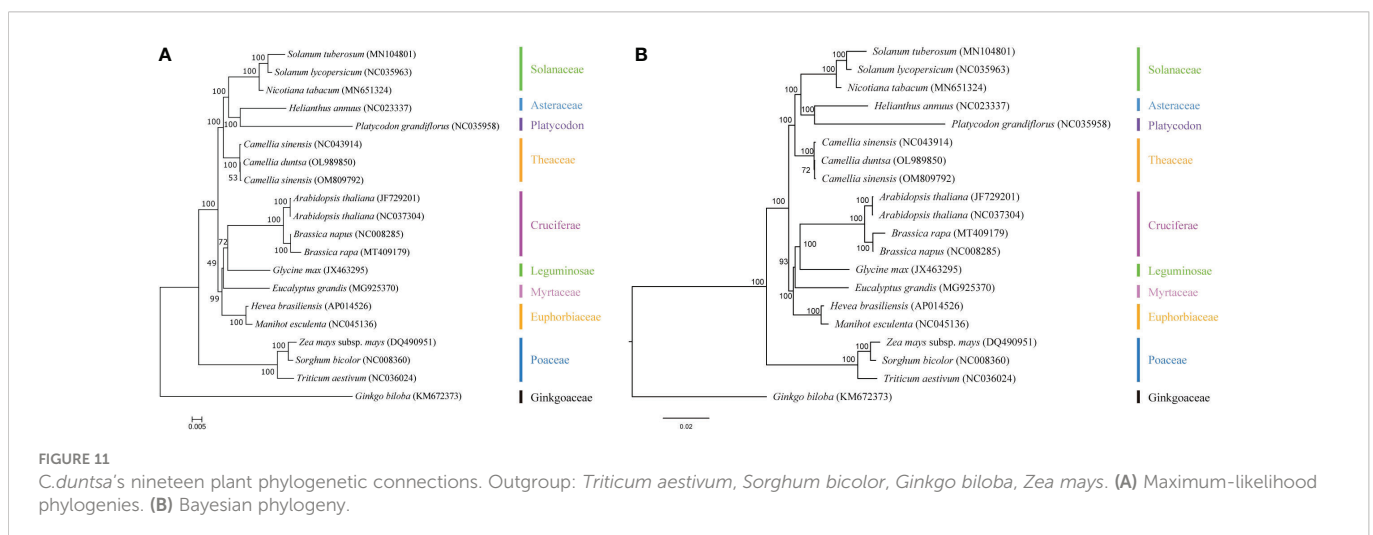 A
100
Solanum tuberosum (MN104801)
100
Solanum lycopersicum (NC035963)
Nicotiana tabacum (MN651324)
100
Helianthus annuus (NC023337)
100
100
Platycodon grandiflorus (NC035958)
Camellia sinensis (NC043914)
100
Camellia duntsa (OL989850)
53
Camellia sinensis (OM809792)
100
Arabidopsis thaliana (JF729201)
100
Arabidopsis thaliana (NC037304)
100
Brassica napus (NC008285)
100
Brassica rapa (MT409179)
72
Glycine max (JX463295)
49
Eucalyptus grandis (MG925370)
99
Hevea brasiliensis (AP014526)
100
Manihot esculenta (NC045136)
100
Zea mays subsp. mays (DQ490951)
100
Sorghum bicolor (NC008360)
100
Triticum aestivum (NC036024)
Ginkgo biloba (KM672373)
0.005
Solanaceae
Asteraceae
Platycodon
Theaceae
Cruciferae
Leguminosae
Myrtaceae
Euphorbiaceae
Poaceae
Ginkgoaceae
B
100
Solanum tuberosum (MN104801)
100
Solanum lycopersicum (NC035963)
Nicotiana tabacum (MN651324)
100
Helianthus annuus (NC023337)
100
100
Platycodon grandiflorus (NC035958)
Camellia sinensis (NC043914)
100
Camellia duntsa (OL989850)
72
Camellia sinensis (OM809792)
100
Arabidopsis thaliana (JF729201)
100
Arabidopsis thaliana (NC037304)
100
Brassica rapa (MT409179)
100
Brassica napus (NC008285)
100
Glycine max (JX463295)
93
Eucalyptus grandis (MG925370)
100
Hevea brasiliensis (AP014526)
100
Manihot esculenta (NC045136)
100
Zea mays subsp. mays (DQ490951)
100
Sorghum bicolor (NC008360)
100
Triticum aestivum (NC036024)
Ginkgo biloba (KM672373)
0.02
Solanaceae
Asteraceae
Platycodon
Theaceae
Cruciferae
Leguminosae
Myrtaceae
Euphorbiaceae
Poaceae
Ginkgoaceae
FIGURE 11
C.duntsa's nineteen plant phylogenetic connections. Outgroup: Triticum aestivum, Sorghum bicolor, Ginkgo biloba, Zea mays. (A) Maximum-likelihood
phylogenies. (B) Bayesian phylogeny.